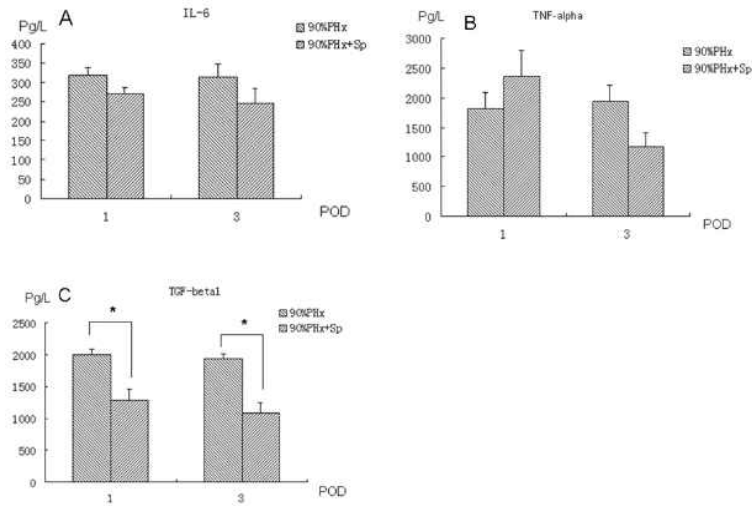 A
IL-6
Pg/L
90%PHx
90%PHx+Sp
400
350
300
250
200
150
100
50
0
1
3
POD
B
TNF-alpha
Pg/L
90%PHx
90%PHx+Sp
3000
2500
2000
1500
1000
500
0
1
3
POD
C
TGF-beta1
Pg/L
90%PHx
90%PHx+Sp
2500
2000
1500
1000
500
0
*
*
1
3
POD